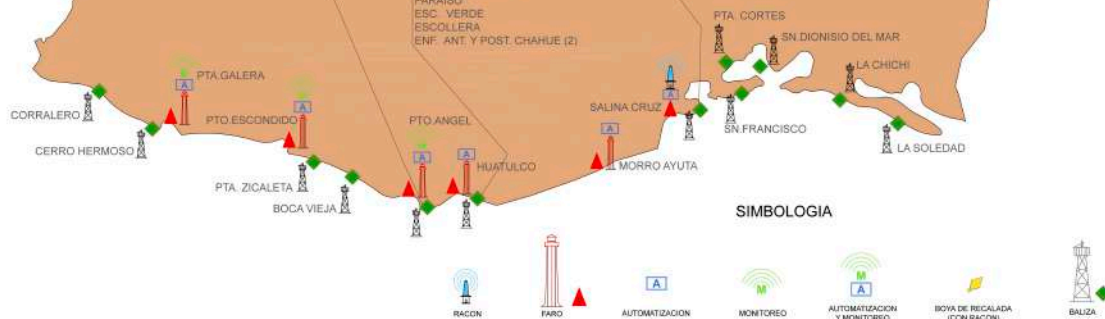 PARAISO
ESC. VERDE
ESCOLLERA
ENF. ANT. Y POST. CHAHUE (2)
PTA. CORTES
SN.DIONISIO DEL MAR
LA CHICHI
PTA.GALERA
CORRALERO
PTO.ESCONDIDO
PTO.ANGEL
SALINA CRUZ
SN.FRANCISCO
CERRO HERMOSO
HUATULCO
MORRO AYUTA
LA SOLEDAD
PTA. ZICALETA
BOCA VIEJA
A
A
A
A
A
A
SIMBOLOGIA
M
A
M
A
RACON
FARO
AUTOMATIZACION
MONITOREO
AUTOMATIZACION
Y MONITOREO
BOYA DE RECALADA
(CON RACON)
BALIZA